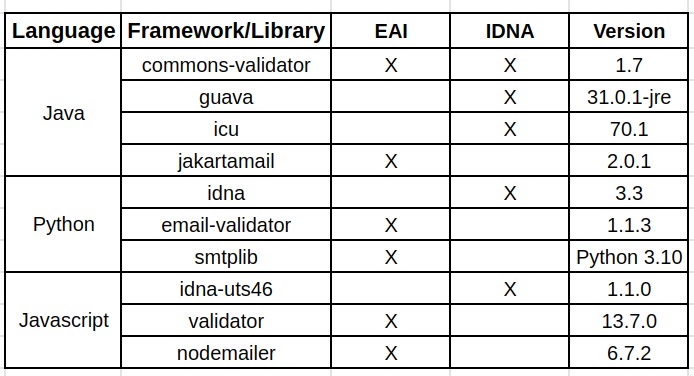 Language Framework/Library EAI IDNA Version
Java
commons-validator X X 1.7
guava X 31.0.1-jre
icu X 70.1
jakartamail X 2.0.1
Python
idna X 3.3
email-validator X 1.1.3
smtplib X Python 3.10
Javascript
idna-uts46 X 1.1.0
validator X 13.7.0
nodemailer X 6.7.2